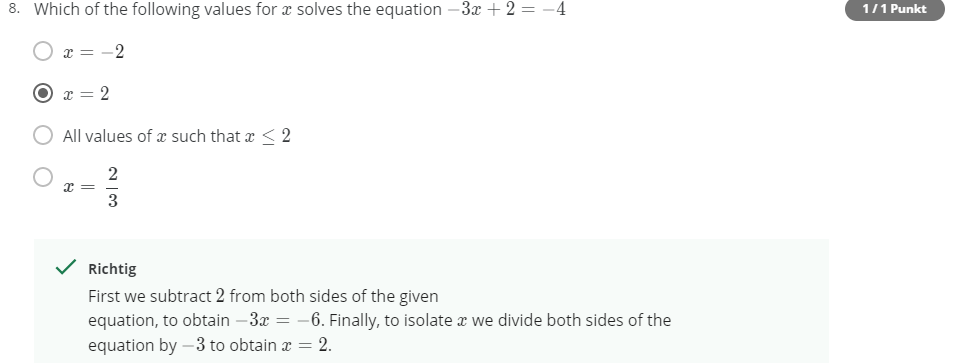 8. Which of the following values for x solves the equation −3x + 2 = −4
1 / 1 Punkt
x = −2
x = 2
All values of x such that x ≤ 2
x = 2/3
Richtig
First we subtract 2 from both sides of the given
equation, to obtain −3x = −6. Finally, to isolate x we divide both sides of the
equation by −3 to obtain x = 2.